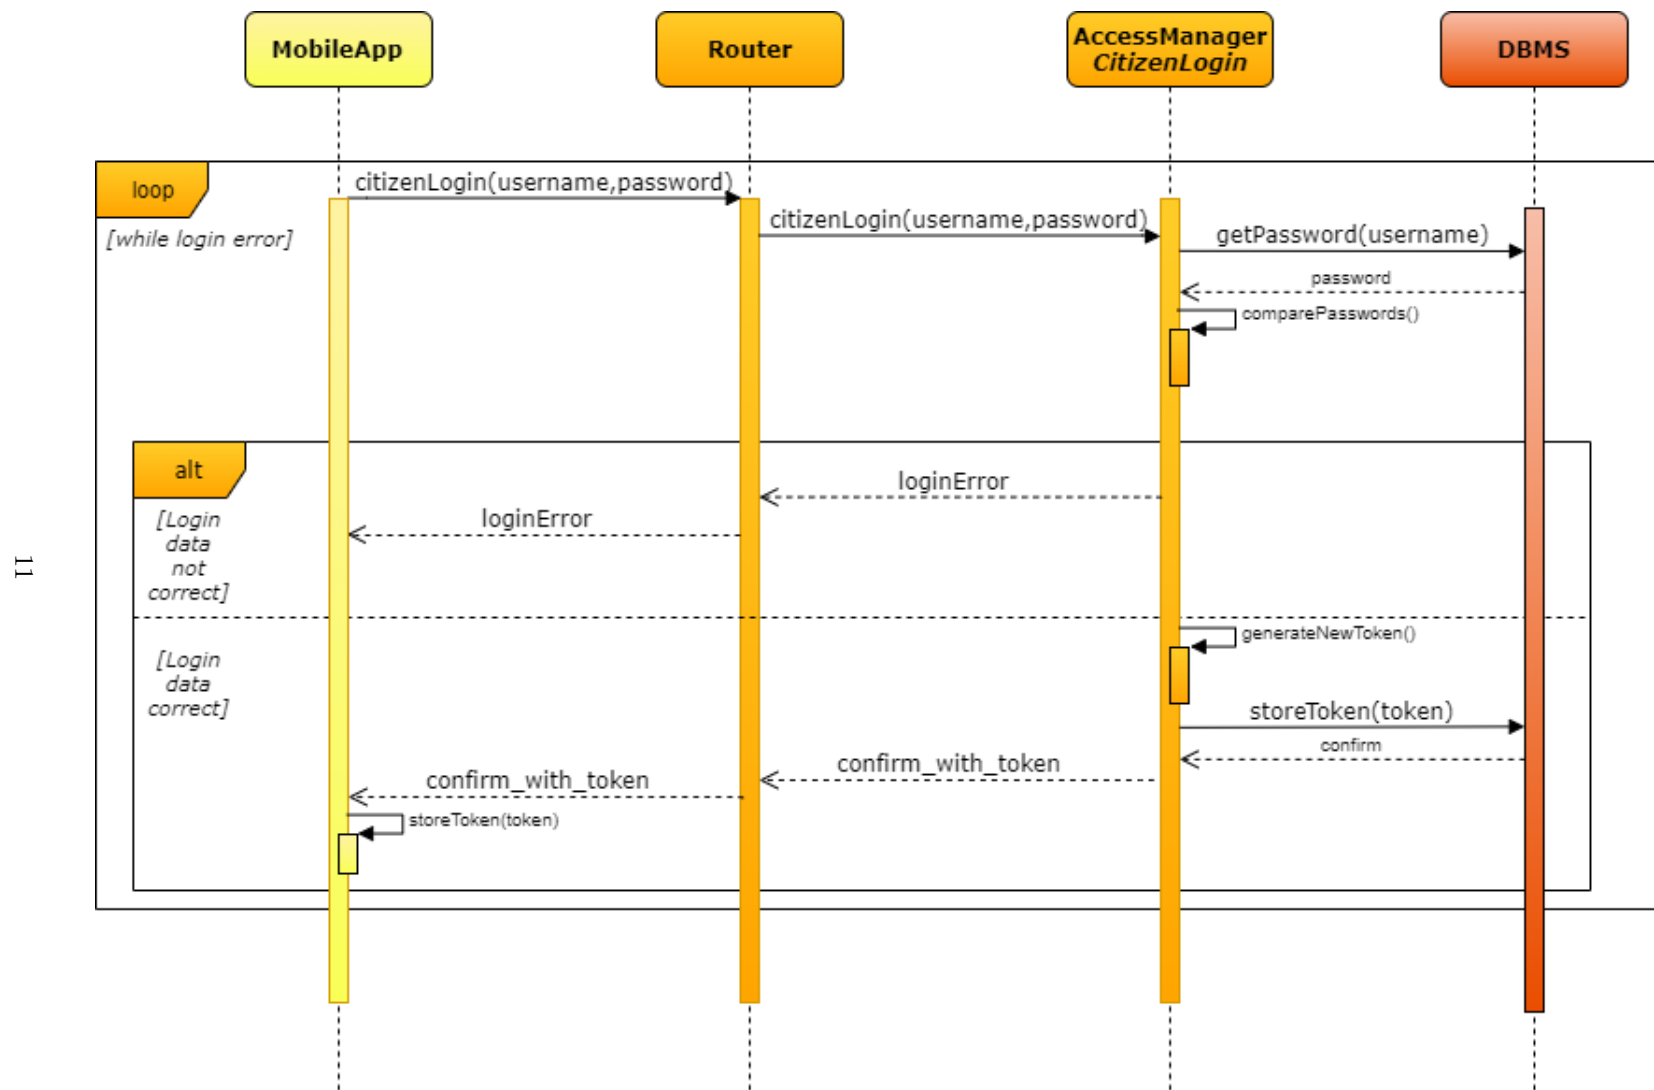 MobileApp
Router
AccessManager
CitizenLogin
DBMS
loop
[while login error]
citizenLogin(username,password)
citizenLogin(username,password)
getPassword(username)
password
comparePasswords()
alt
[Login
data
not
correct]
loginError
loginError
[Login
data
correct]
generateNewToken()
storeToken(token)
confirm
confirm_with_token
confirm_with_token
storeToken(token)
11